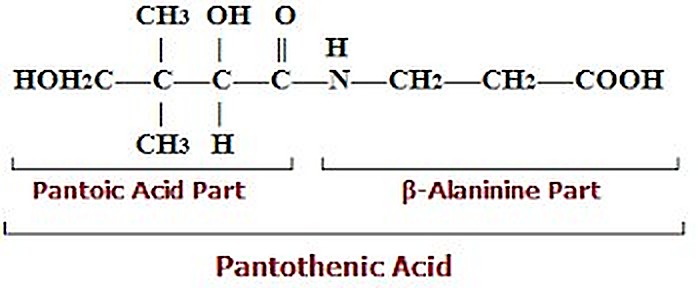 CH3 OH O
H
HOH2C—C—C—C—N—CH2—CH2—COOH
CH3 H
Pantoic Acid Part β-Alaninine Part
Pantothenic Acid